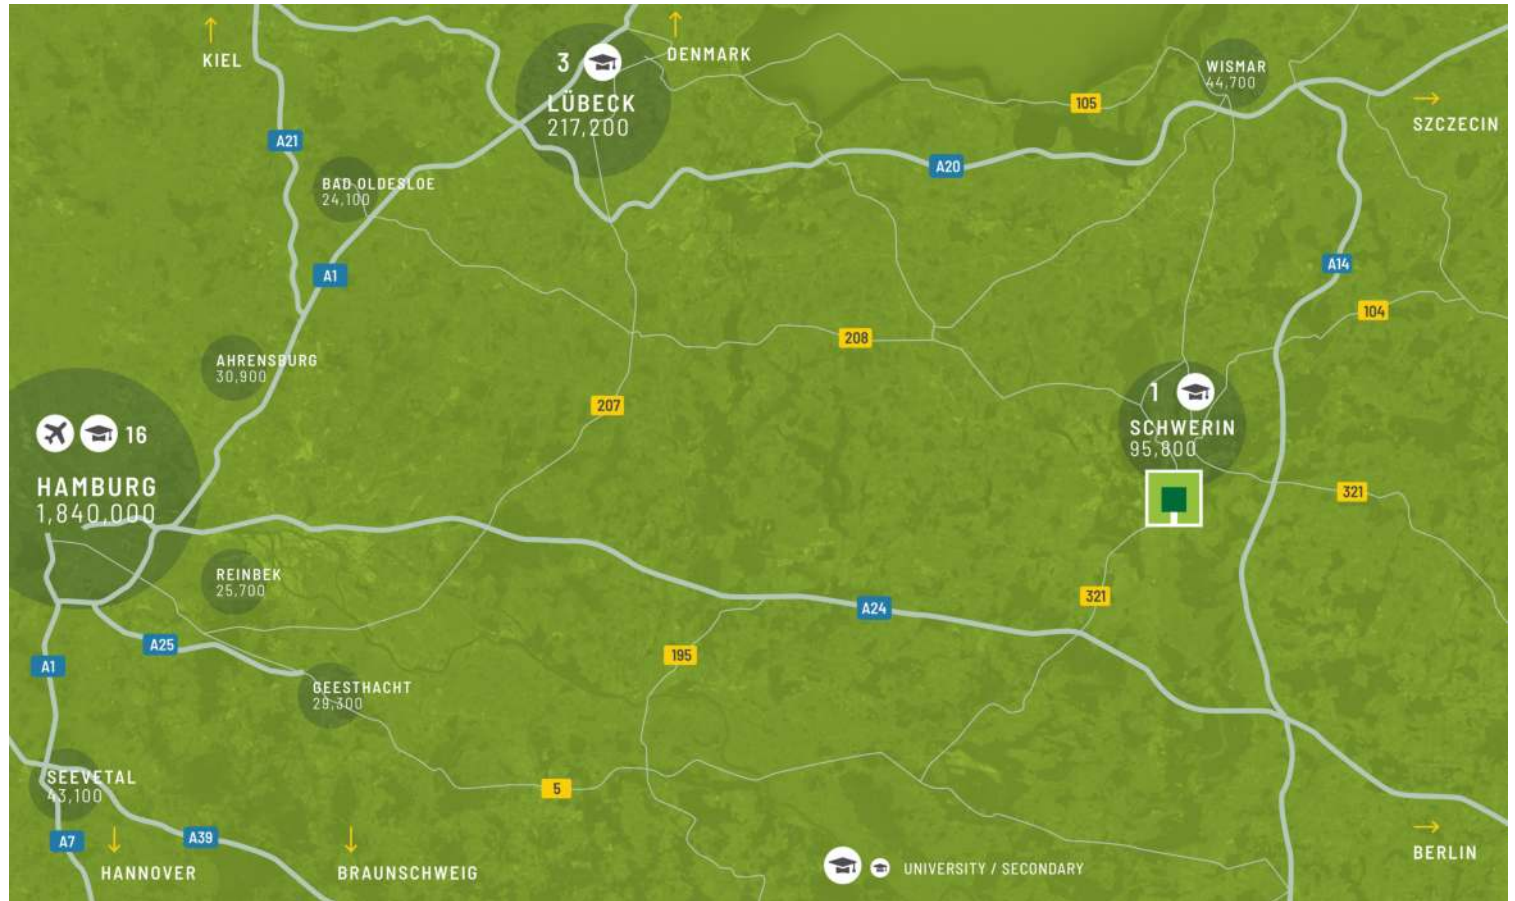 KIEL
3
DENMARK
LÜBECK
217,200
WISMAR
44,700
105
SZCZECIN
A21
A20
BAD OLDESLOE
24,100
A1
A14
104
208
AHRENSBURG
30,900
207
1
SCHWERIN
95,800
16
HAMBURG
1,840,000
321
REINBEK
25,700
321
A24
A25
195
A1
GEESTHACHT
29,300
SEEVETAL
43,100
5
A7
A39
HANNOVER
BRAUNSCHWEIG
UNIVERSITY / SECONDARY
BERLIN